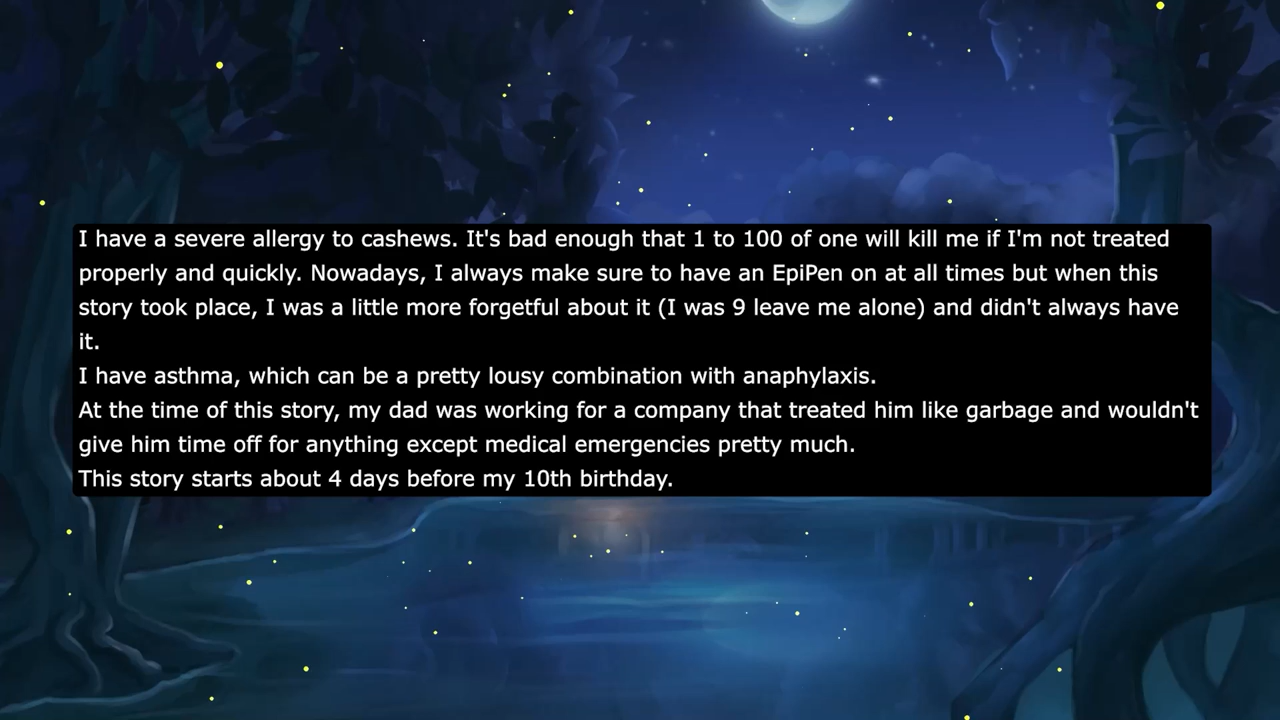 I have a severe allergy to cashews. It's bad enough that 1 to 100 of one will kill me if I'm not treated
properly and quickly. Nowadays, I always make sure to have an EpiPen on at all times but when this
story took place, I was a little more forgetful about it (I was 9 leave me alone) and didn't always have
it.
I have asthma, which can be a pretty lousy combination with anaphylaxis.
At the time of this story, my dad was working for a company that treated him like garbage and wouldn't
give him time off for anything except medical emergencies pretty much.
This story starts about 4 days before my 10th birthday.